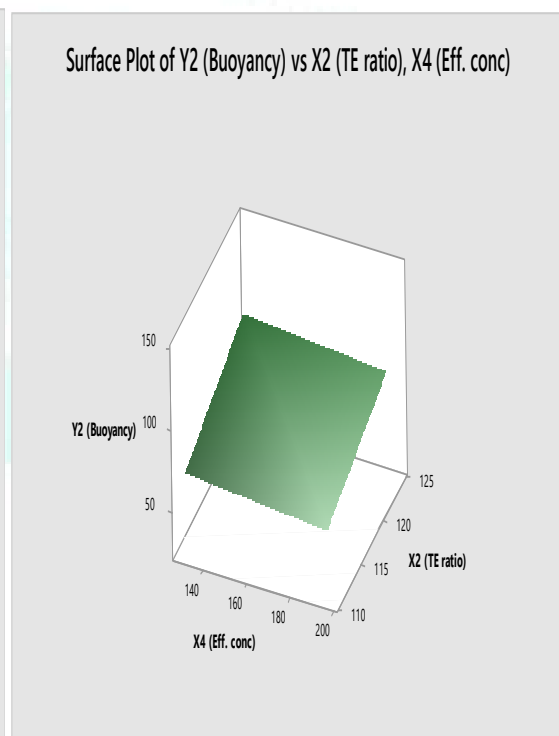 Surface Plot of Y2 (Buoyancy) vs X2 (TE ratio), X4 (Eff. conc)
150
Y2 (Buoyancy) 100
50
125
120
X2 (TE ratio)
115
110
140
160
180
200
X4 (Eff. conc)